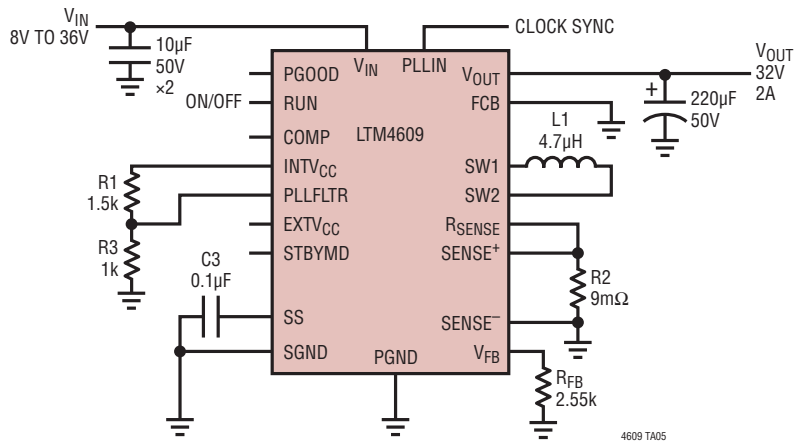 VIN
8V TO 36V
10µF
50V
×2
CLOCK SYNC
VIN
PLLIN
VOUT
32V
2A
PGOOD
VOUT
ON/OFF
RUN
FCB
220µF
50V
COMP
LTM4609
L1
4.7µH
INTVCC
SW1
R1
1.5k
PLLFLTR
SW2
EXTVCC
RSENSE
R3
1k
STBYMD
SENSE+
C3
0.1µF
R2
9mΩ
SS
SENSE–
SGND
PGND
VFB
RFB
2.55k
4609 TA05